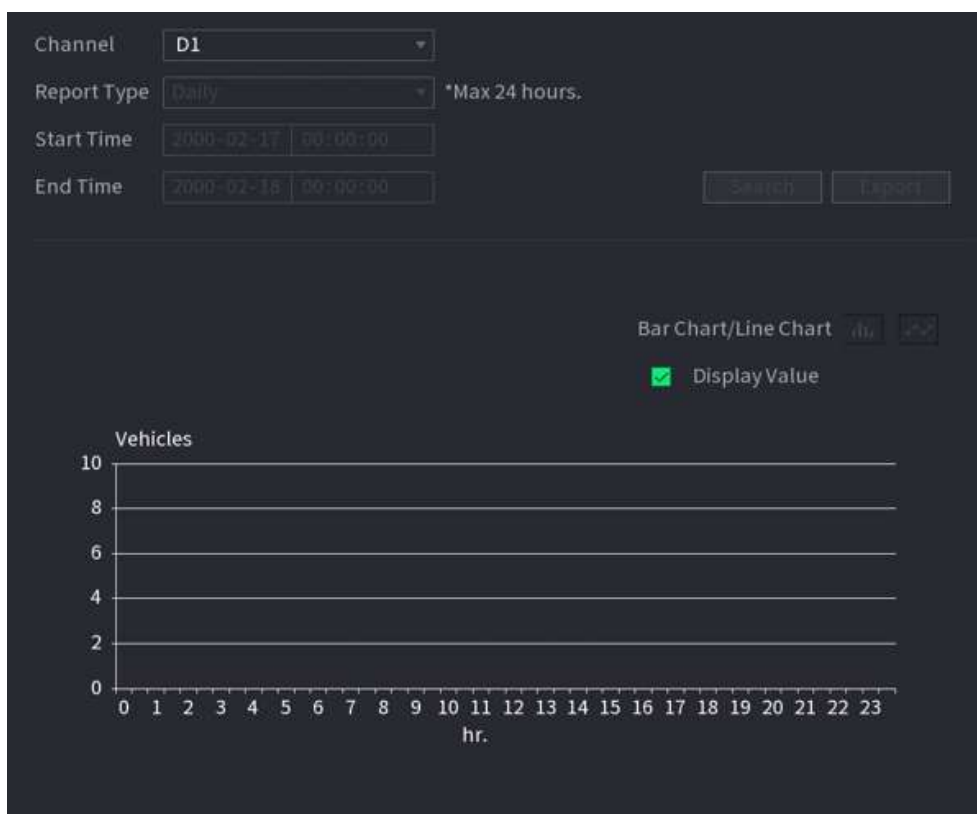 Channel D1
Report Type Daily *Max 24 hours.
Start Time 2000-02-17 00:00:00
End Time 2000-02-18 00:00:00 Search Export
Bar Chart/Line Chart
Display Value
Vehicles
10
8
6
4
2
0
0 1 2 3 4 5 6 7 8 9 10 11 12 13 14 15 16 17 18 19 20 21 22 23
hr.